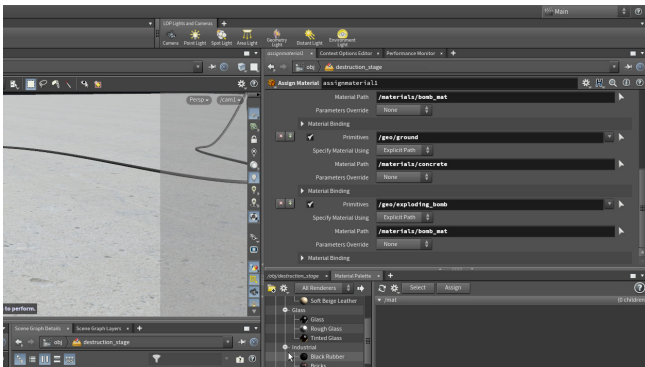 Main
LOP Lights and Cameras
Camera Point Light Spot Light Area Light Geometry Light Distant Light Environment Light
assignmaterial1 Context Options Editor Performance Monitor
obj destruction_stage
Assign Material assignmaterial1
Persp /cam1
Material Path /materials/bomb_mat
Parameters Override None
Material Binding
Primitives /geo/ground
Specify Material Using Explicit Path
Material Path /materials/concrete
Parameters Override None
Material Binding
Primitives /geo/exploding_bomb
Specify Material Using Explicit Path
Material Path /materials/bomb_mat
Parameters Override None
Material Binding
/obj/destruction_stage Material Palette
All Renderers Select Assign
Soft Beige Leather
/mat (0 children
Glass
Glass
Rough Glass
Tinted Glass
Industrial
Black Rubber
Rocks
to perform.
Scene Graph Details Scene Graph Layers
obj destruction_stage